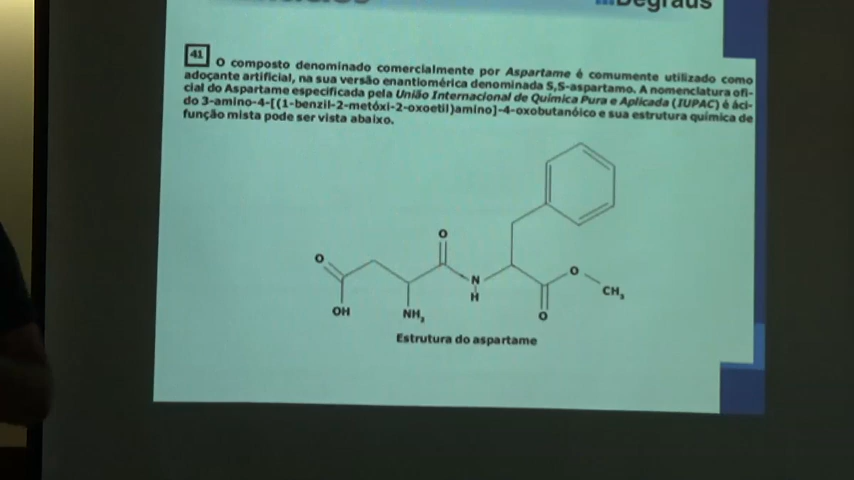 Degraus
41 O composto denominado comercialmente por Aspartame é comumente utilizado como
adoçante artificial, na sua versão enantiomérica denominada S,S-aspartamo. A nomenclatura ofi-
cial do Aspartame especificada pela União Internacional de Química Pura e Aplicada (IUPAC) é áci-
do 3-amino-4-[(1-benzil-2-metóxi-2-oxoetil)amino]-4-oxobutanóico e sua estrutura química de
função mista pode ser vista abaixo.
O
O
O
N
H
CH3
OH
NH2
O
Estrutura do aspartame